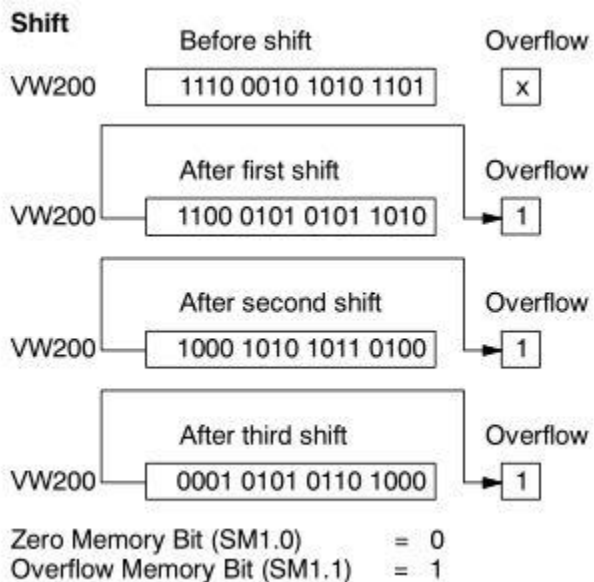 Shift
Before shift Overflow
VW200 1110 0010 1010 1101 x
After first shift Overflow
VW200 1100 0101 0101 1010 1
After second shift Overflow
VW200 1000 1010 1011 0100 1
After third shift Overflow
VW200 0001 0101 0110 1000 1
Zero Memory Bit (SM1.0) = 0
Overflow Memory Bit (SM1.1) = 1